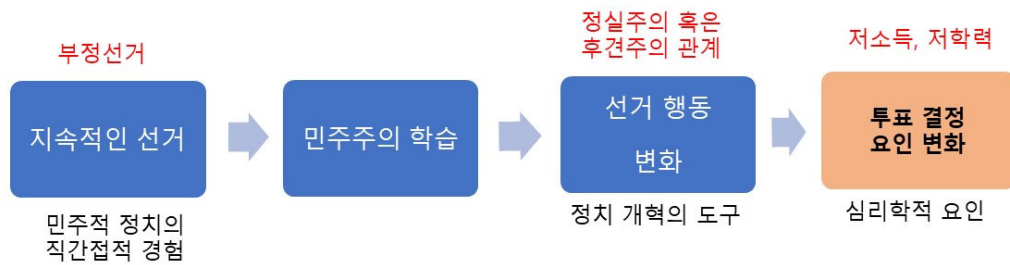 부정선거
지속적인 선거
민주적 정치의
직간접적 경험
민주주의 학습
정실주의 혹은
후견주의 관계
선거 행동
변화
정치 개혁의 도구
저소득, 저학력
투표 결정
요인 변화
심리학적 요인